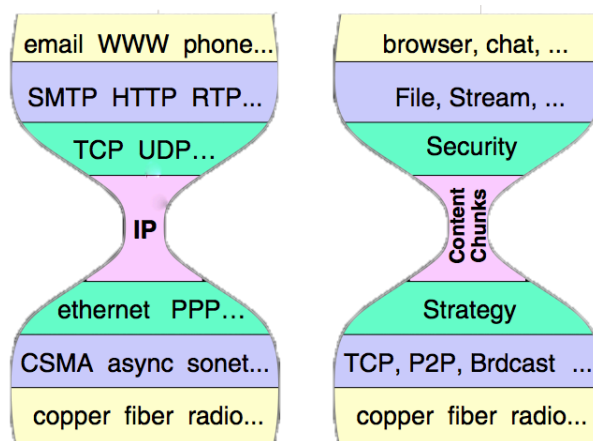 email WWW phone...
SMTP HTTP RTP...
TCP UDP...
IP
ethernet PPP...
CSMA async sonet...
copper fiber radio...
browser, chat, ...
File, Stream, ...
Security
Content
Chunks
Strategy
TCP, P2P, Brdcast ...
copper fiber radio...